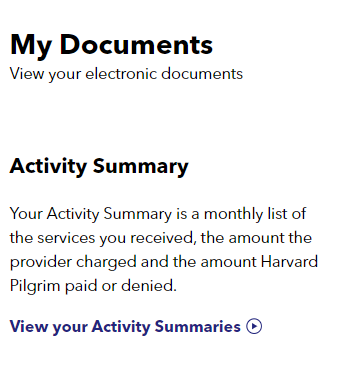 My Documents
View your electronic documents
Activity Summary
Your Activity Summary is a monthly list of
the services you received, the amount the
provider charged and the amount Harvard
Pilgrim paid or denied.
View your Activity Summaries